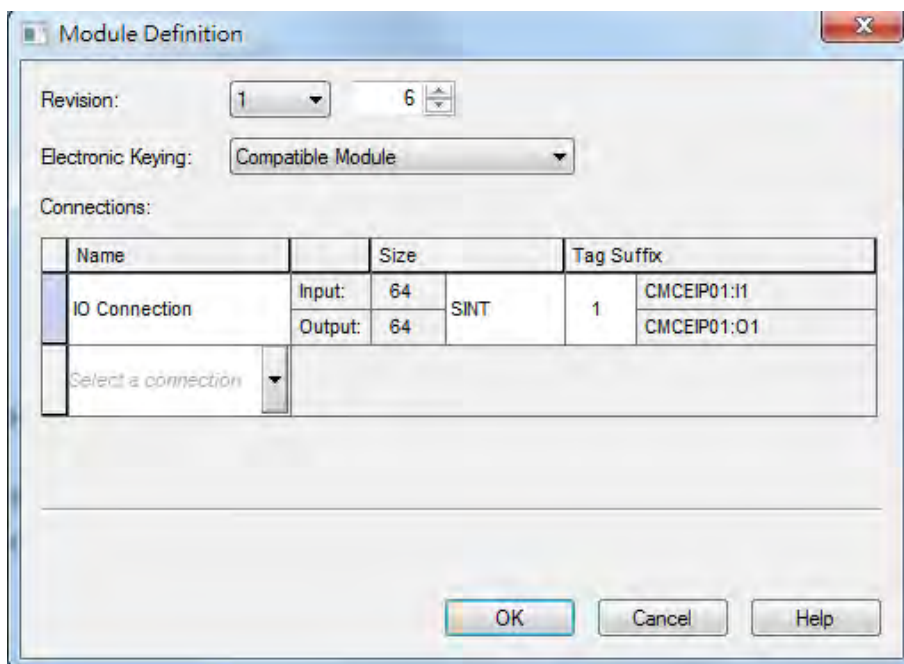 Module Definition
Revision: 1 6
Electronic Keying: Compatible Module
Connections:
Name Size Tag Suffix
IO Connection Input: 64 SINT 1 CMCEIP01:I1
Output: 64 CMCEIP01:O1
Select a connection
OK Cancel Help